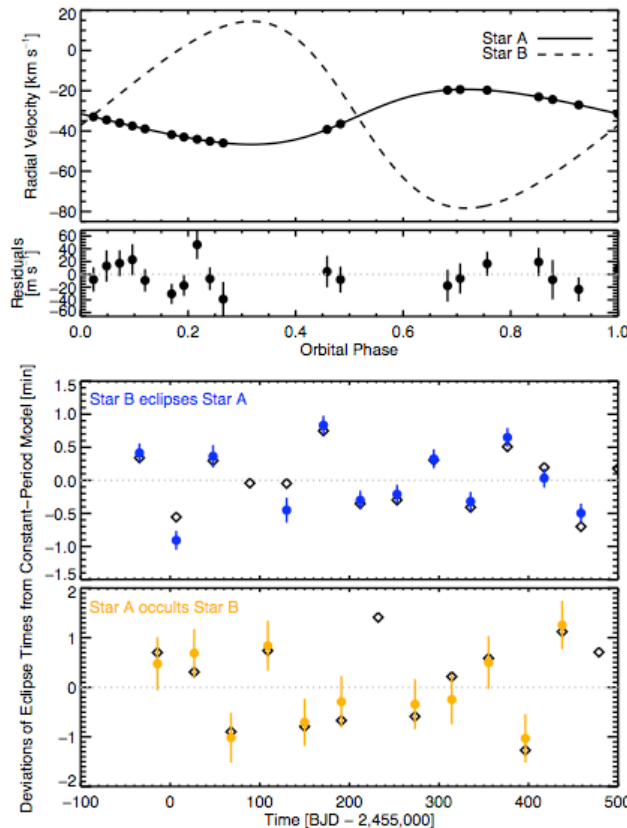 Radial Velocity [km s⁻¹]
20
0
−20
−40
−60
−80
Star A
Star B
Residuals
[m s⁻¹]
60
40
20
0
−20
−40
−60
0.0 0.2 0.4 0.6 0.8 1.0
Orbital Phase
Deviations of Eclipse Times from Constant−Period Model [min]
Star B eclipses Star A
1.5
1.0
0.5
0.0
−0.5
−1.0
−1.5
Star A occults Star B
2
1
0
−1
−2
−100 0 100 200 300 400 500
Time [BJD − 2,455,000]